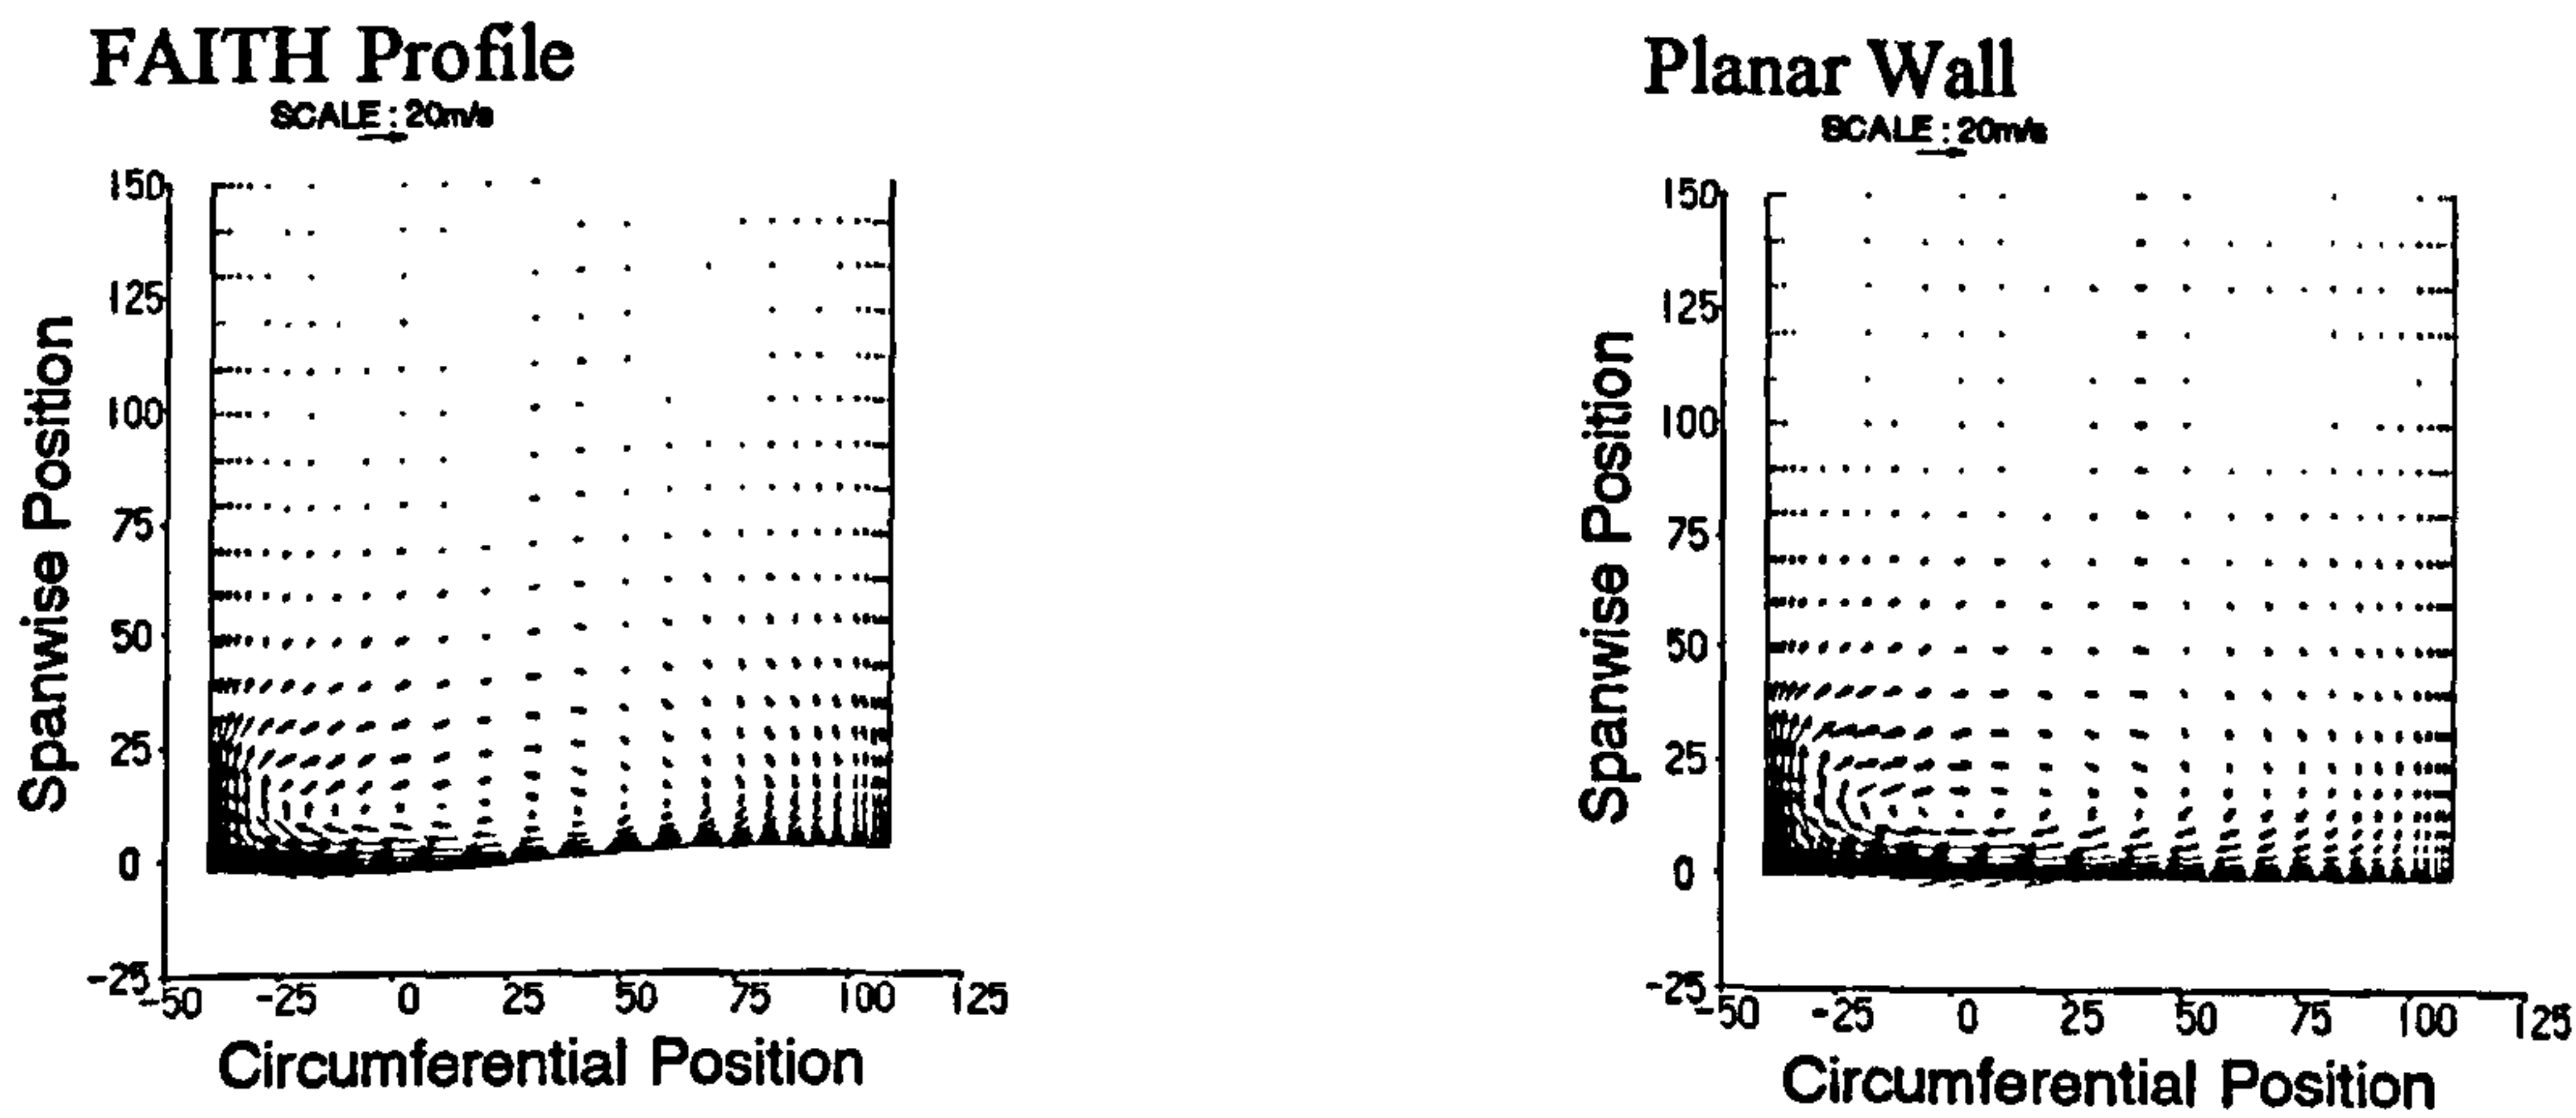 FAITH Profile
SCALE : 20m/s
150
125
100
75
50
25
0
-25
Spanwise Position
-50 -25 0 25 50 75 100 125
Circumferential Position
Planar Wall
SCALE : 20m/s
150
125
100
75
50
25
0
-25
Spanwise Position
-50 -25 0 25 50 75 100 125
Circumferential Position